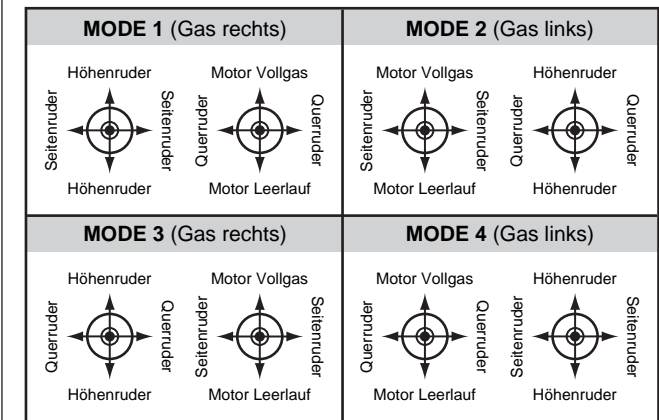 MODE 1 (Gas rechts)
Höhenruder
Seitenruder
Seitenruder
Höhenruder
Motor Vollgas
Querruder
Querruder
Motor Leerlauf
MODE 2 (Gas links)
Motor Vollgas
Seitenruder
Seitenruder
Motor Leerlauf
Höhenruder
Querruder
Querruder
Höhenruder
MODE 3 (Gas rechts)
Höhenruder
Querruder
Querruder
Höhenruder
Motor Vollgas
Seitenruder
Seitenruder
Motor Leerlauf
MODE 4 (Gas links)
Motor Vollgas
Querruder
Querruder
Motor Leerlauf
Höhenruder
Seitenruder
Seitenruder
Höhenruder